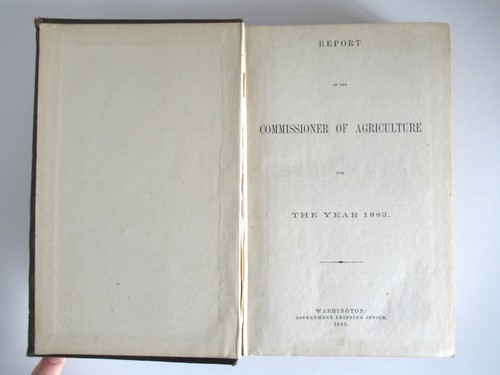 REPORT
OF THE
COMMISSIONER OF AGRICULTURE
FOR
THE YEAR 1883.
WASHINGTON:
GOVERNMENT PRINTING OFFICE,
1883.